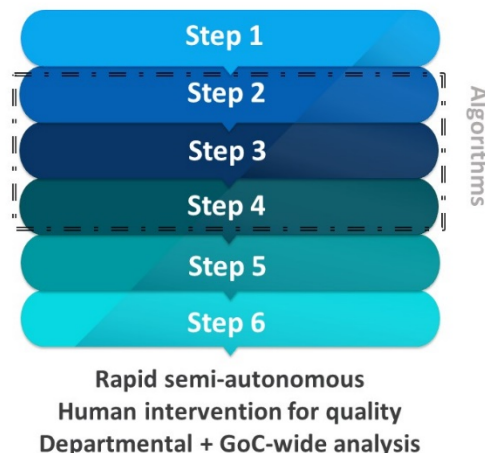 Step 1
Step 2
Step 3
Step 4
Step 5
Step 6
Algorithms
Rapid semi-autonomous
Human intervention for quality
Departmental + GoC-wide analysis